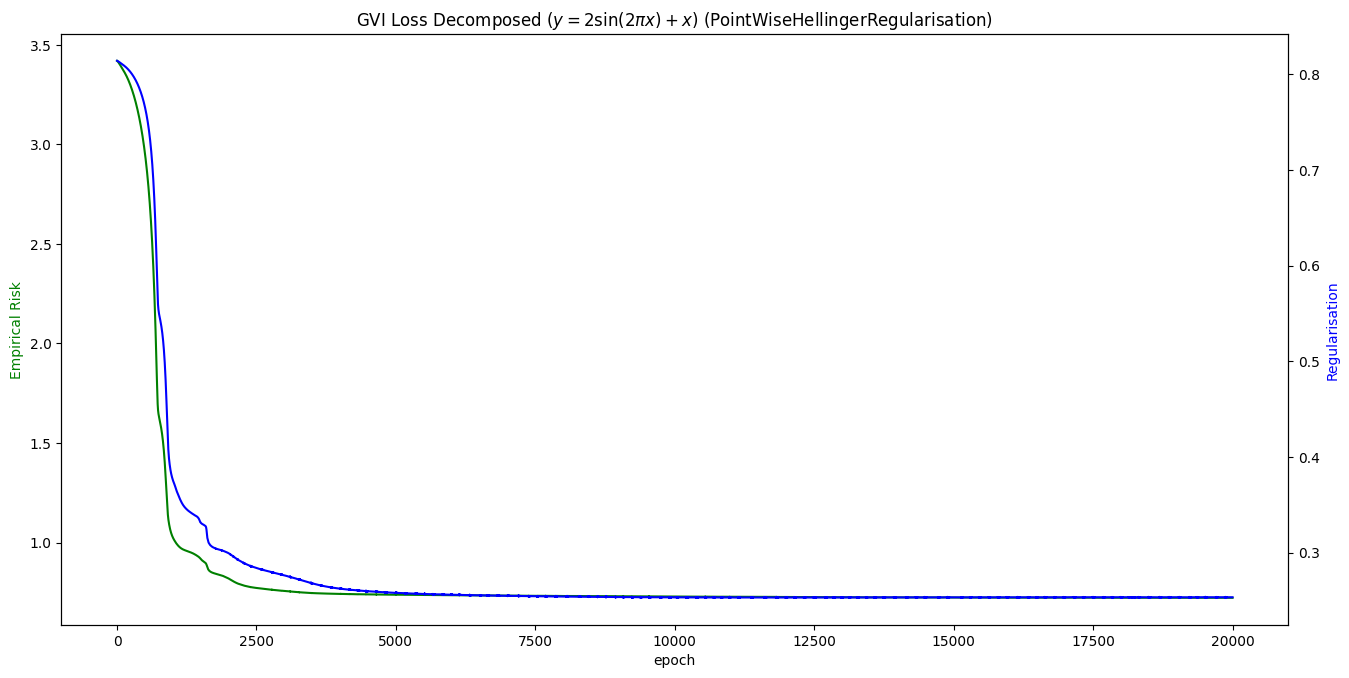 GVI Loss Decomposed (y = 2sin(2πx) + x) (PointWiseHellingerRegularisation)
3.5
3.0
2.5
2.0
1.5
1.0
Empirical Risk
0.8
0.7
0.6
0.5
0.4
0.3
Regularisation
0 2500 5000 7500 10000 12500 15000 17500 20000
epoch